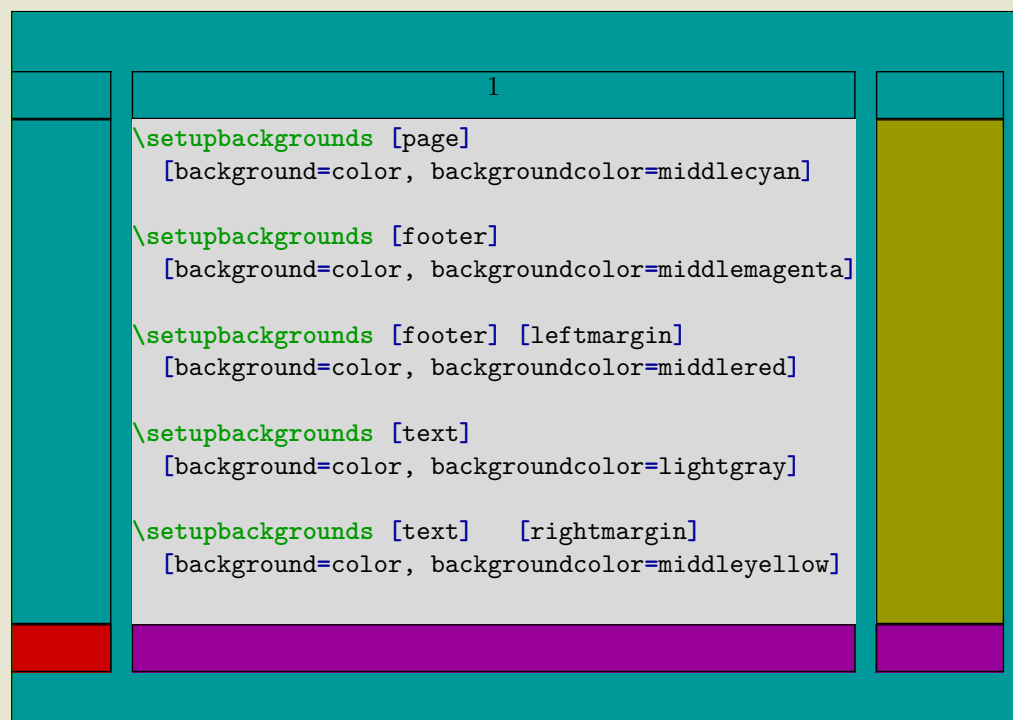 1
\setupbackgrounds [page]
  [background=color, backgroundcolor=middlecyan]
\setupbackgrounds [footer]
  [background=color, backgroundcolor=middlemagenta]
\setupbackgrounds [footer] [leftmargin]
  [background=color, backgroundcolor=middlered]
\setupbackgrounds [text]
  [background=color, backgroundcolor=lightgray]
\setupbackgrounds [text]   [rightmargin]
  [background=color, backgroundcolor=middleyellow]